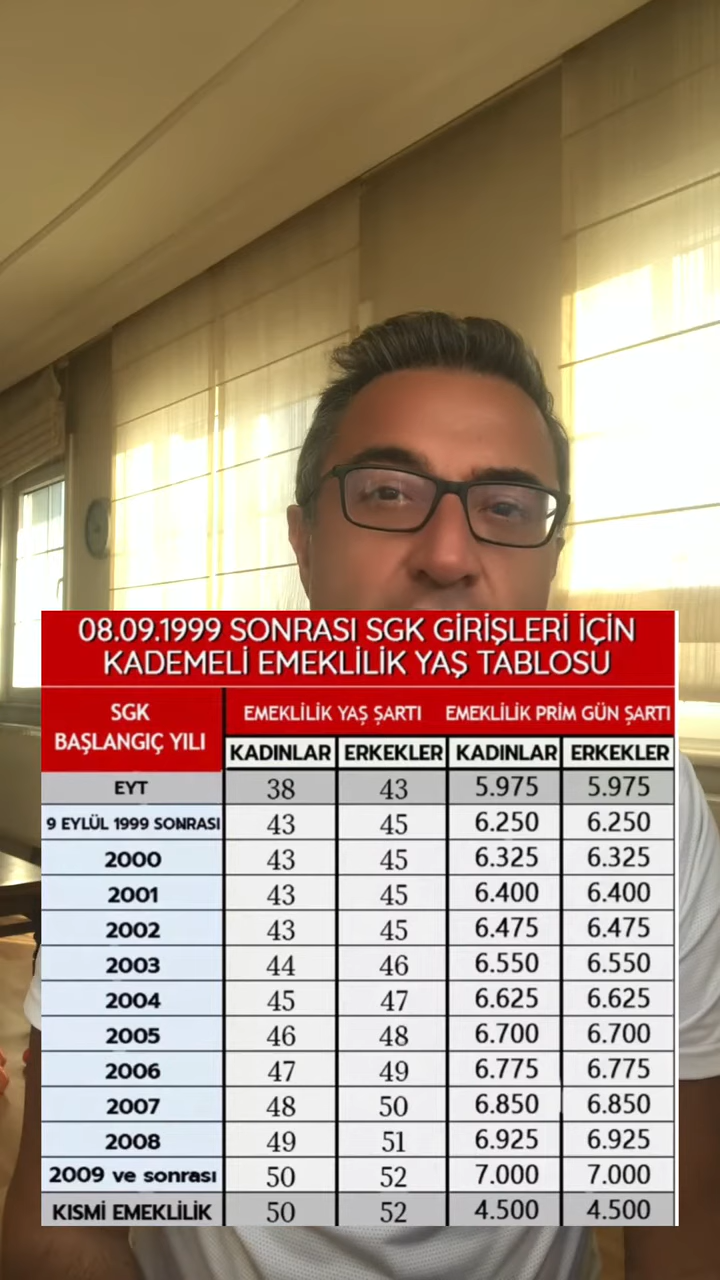 08.09.1999 SONRASI SGK GİRİŞLERİ İÇİN
KADEMELİ EMEKLİLİK YAŞ TABLOSU
SGK BAŞLANGIÇ YILI EMEKLİLİK YAŞ ŞARTI EMEKLİLİK PRİM GÜN ŞARTI
KADINLAR ERKEKLER KADINLAR ERKEKLER
EYT 38 43 5.975 5.975
9 EYLÜL 1999 SONRASI 43 45 6.250 6.250
2000 43 45 6.325 6.325
2001 43 45 6.400 6.400
2002 43 45 6.475 6.475
2003 44 46 6.550 6.550
2004 45 47 6.625 6.625
2005 46 48 6.700 6.700
2006 47 49 6.775 6.775
2007 48 50 6.850 6.850
2008 49 51 6.925 6.925
2009 ve sonrası 50 52 7.000 7.000
KISMİ EMEKLİLİK 50 52 4.500 4.500